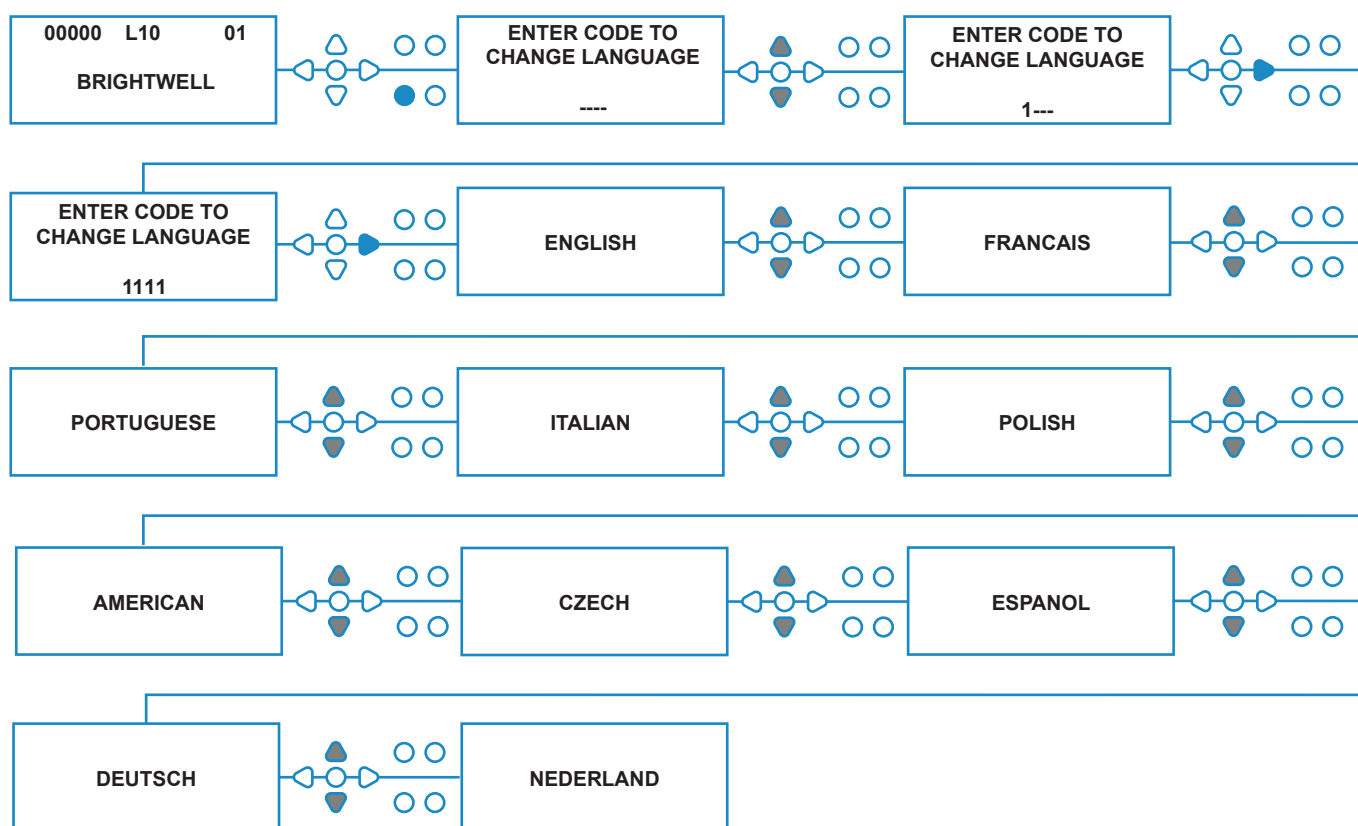 00000 L10 01
BRIGHTWELL
ENTER CODE TO
CHANGE LANGUAGE
----
ENTER CODE TO
CHANGE LANGUAGE
1---
ENTER CODE TO
CHANGE LANGUAGE
1111
ENGLISH
FRANCAIS
PORTUGUESE
ITALIAN
POLISH
AMERICAN
CZECH
ESPANOL
DEUTSCH
NEDERLAND